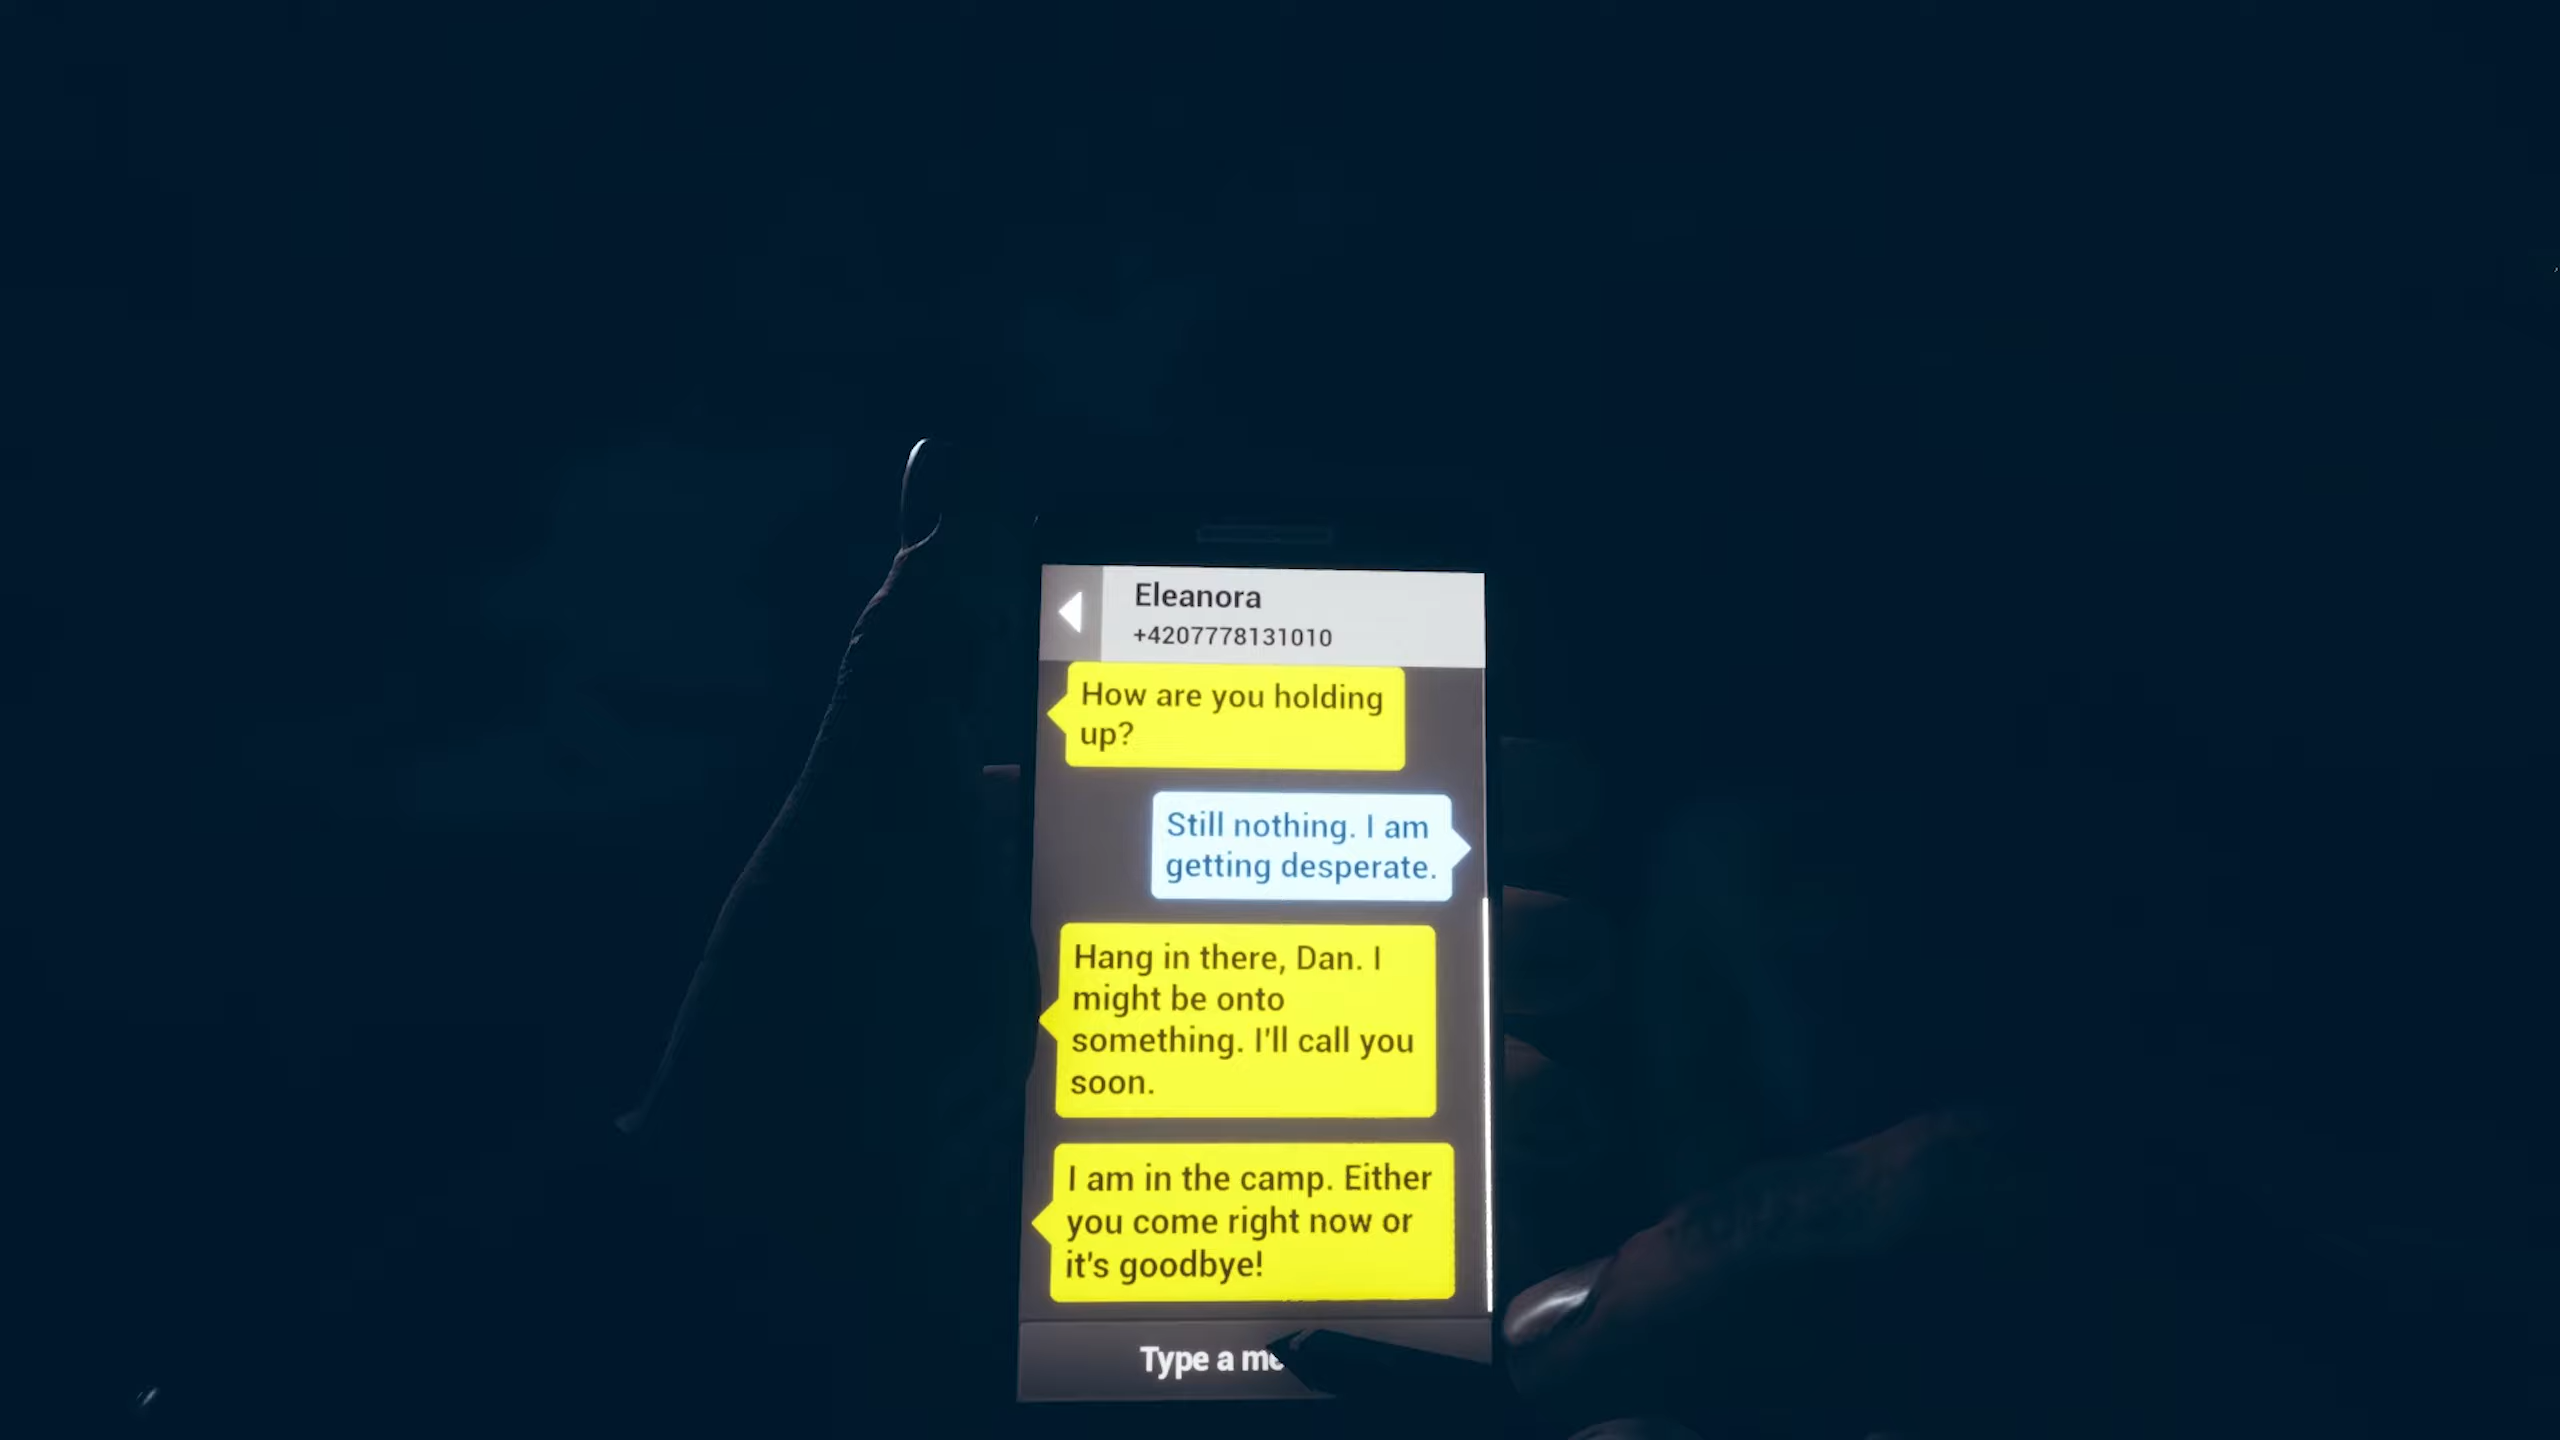 Eleanora
+4207778131010
How are you holding
up?
Still nothing. I am
getting desperate.
Hang in there, Dan. I
might be onto
something. I'll call you
soon.
I am in the camp. Either
you come right now or
it's goodbye!
Type a